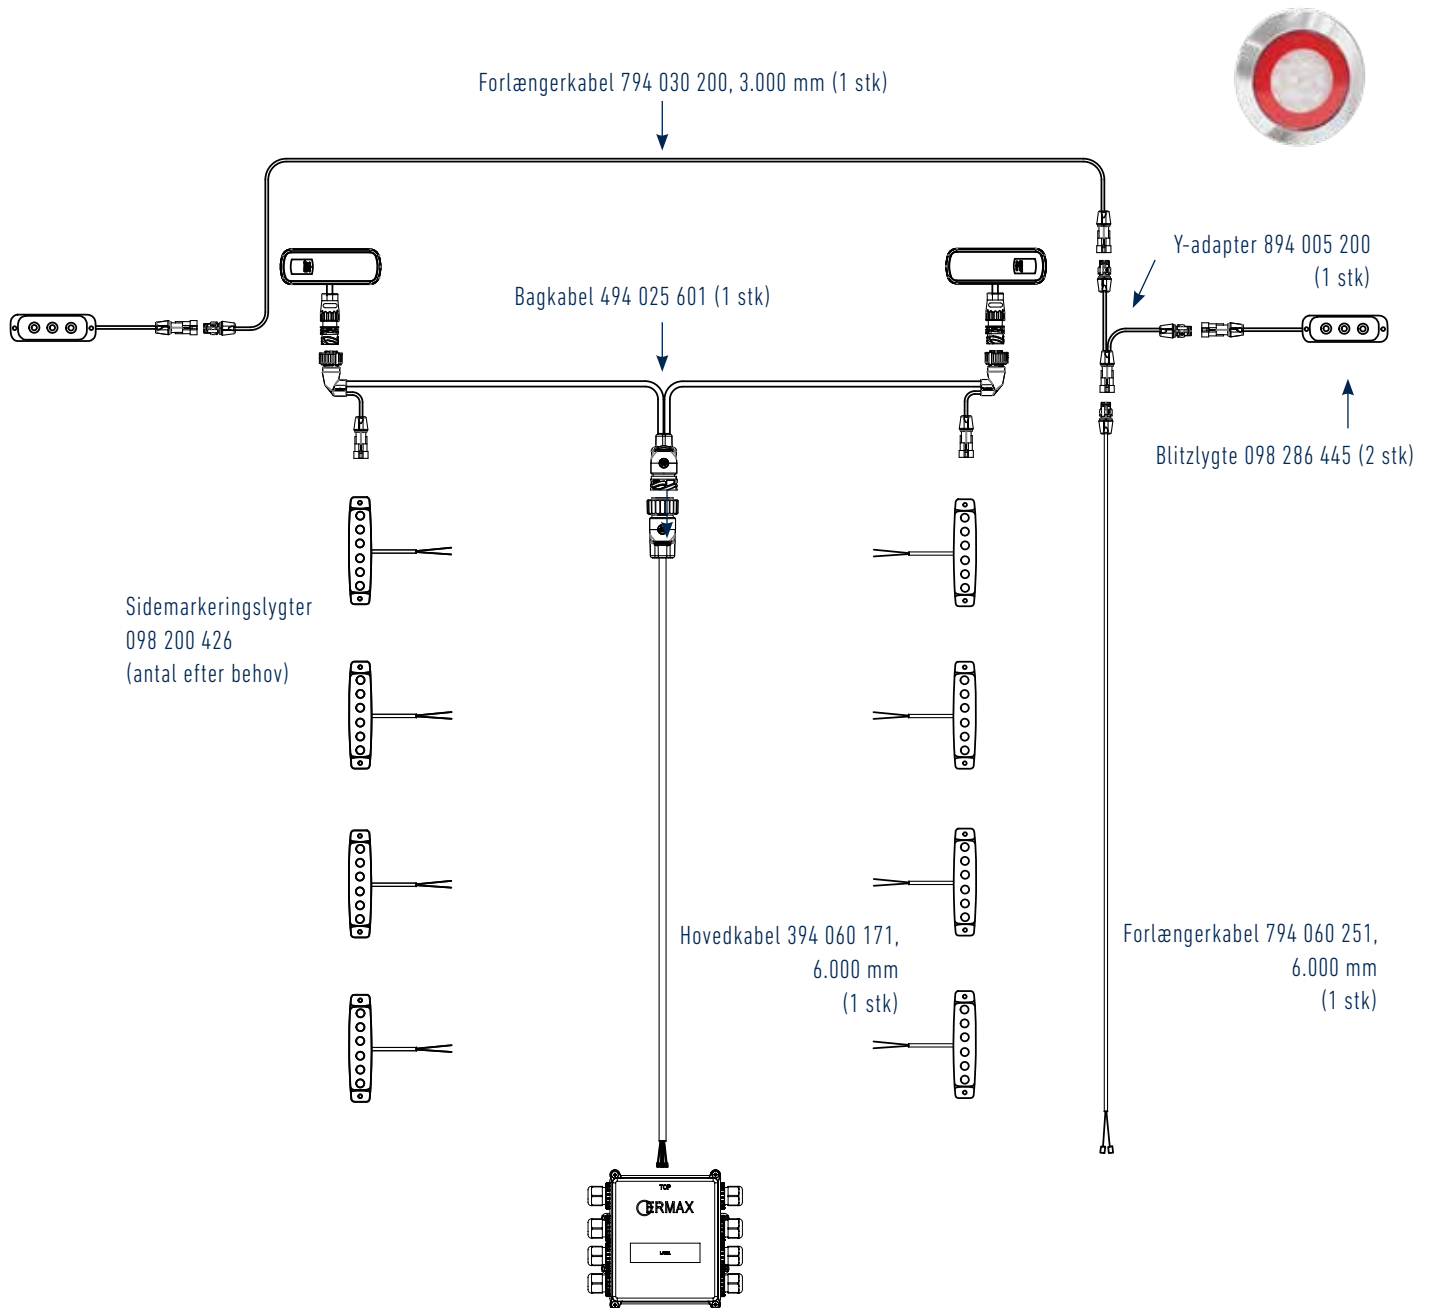 Forlængerkabel 794 030 200, 3.000 mm (1 stk)
Y-adapter 894 005 200
(1 stk)
Bagkabel 494 025 601 (1 stk)
Blitzlygte 098 286 445 (2 stk)
Sidemarkeringslygter
098 200 426
(antal efter behov)
Hovedkabel 394 060 171,
6.000 mm
(1 stk)
Forlængerkabel 794 060 251,
6.000 mm
(1 stk)
TOP
ERMAX
LABEL